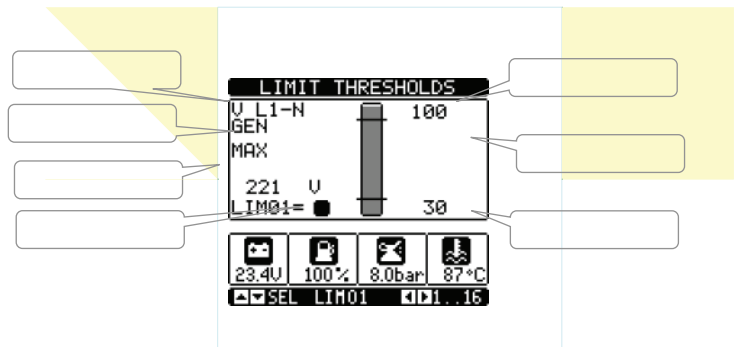 LIMIT THRESHOLDS
V L1-N 100
GEN
MAX
221 V
LIM01= 30
23.4V 100% 8.0bar 87°C
SEL LIM01 1..16